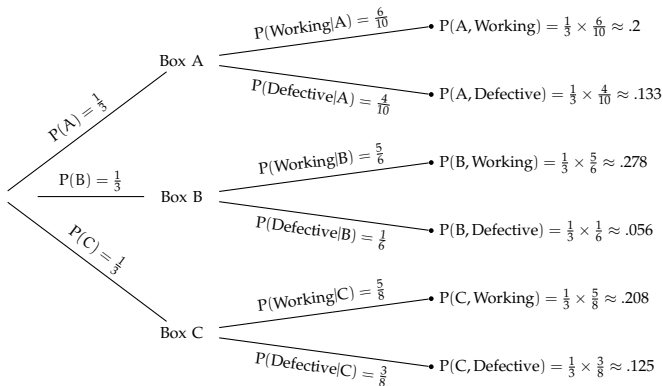 P(Working|A) = 6/10
P(A, Working) = 1/3 × 6/10 ≈ .2
Box A
P(Defective|A) = 4/10
P(A, Defective) = 1/3 × 4/10 ≈ .133
P(A) = 1/3
P(Working|B) = 5/6
P(B, Working) = 1/3 × 5/6 ≈ .278
P(B) = 1/3
Box B
P(Defective|B) = 1/6
P(B, Defective) = 1/3 × 1/6 ≈ .056
P(C) = 1/3
P(Working|C) = 5/8
P(C, Working) = 1/3 × 5/8 ≈ .208
Box C
P(Defective|C) = 3/8
P(C, Defective) = 1/3 × 3/8 ≈ .125